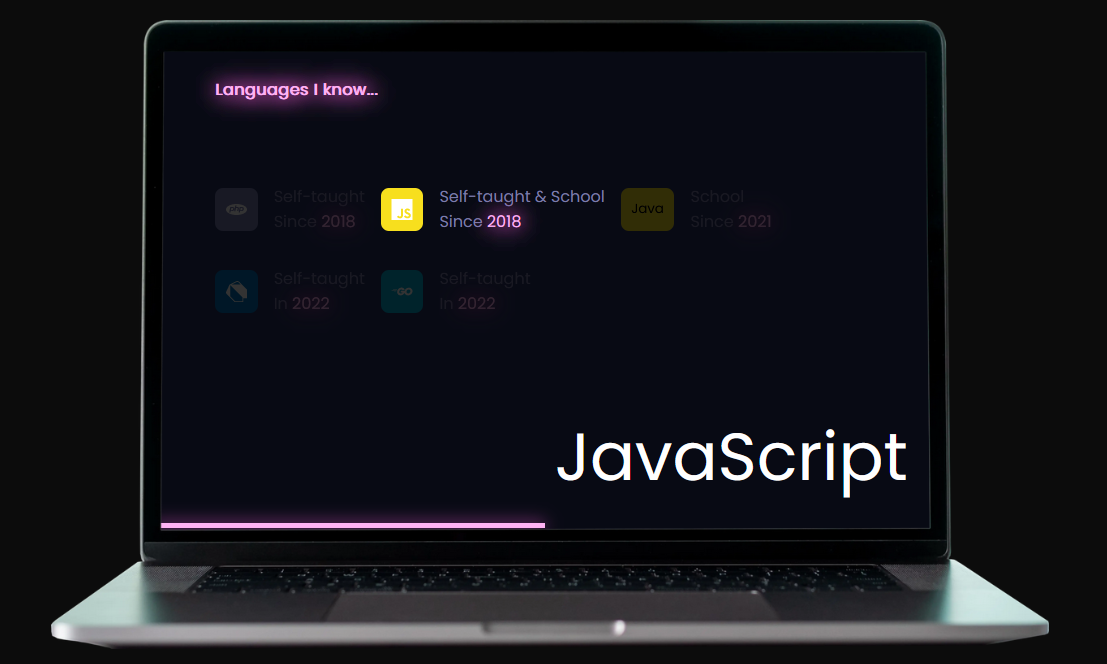 Languages I know...
php
Self-taught
Since 2018
JS
Self-taught & School
Since 2018
Java
School
Since 2021
Self-taught
In 2022
GO
Self-taught
In 2022
JavaScript